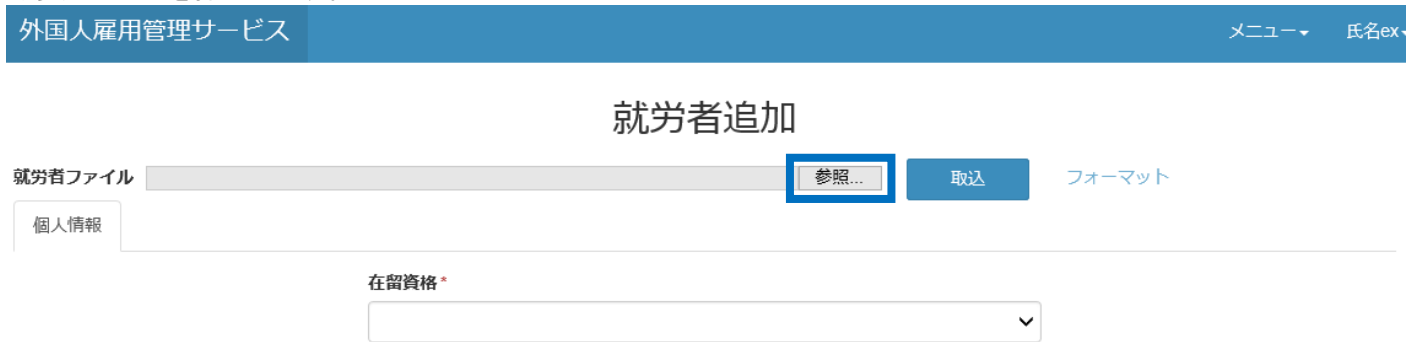 外国人雇用管理サービス メニュー 氏名ex
就労者追加
就労者ファイル 参照... 取込 フォーマット
個人情報
在留資格*